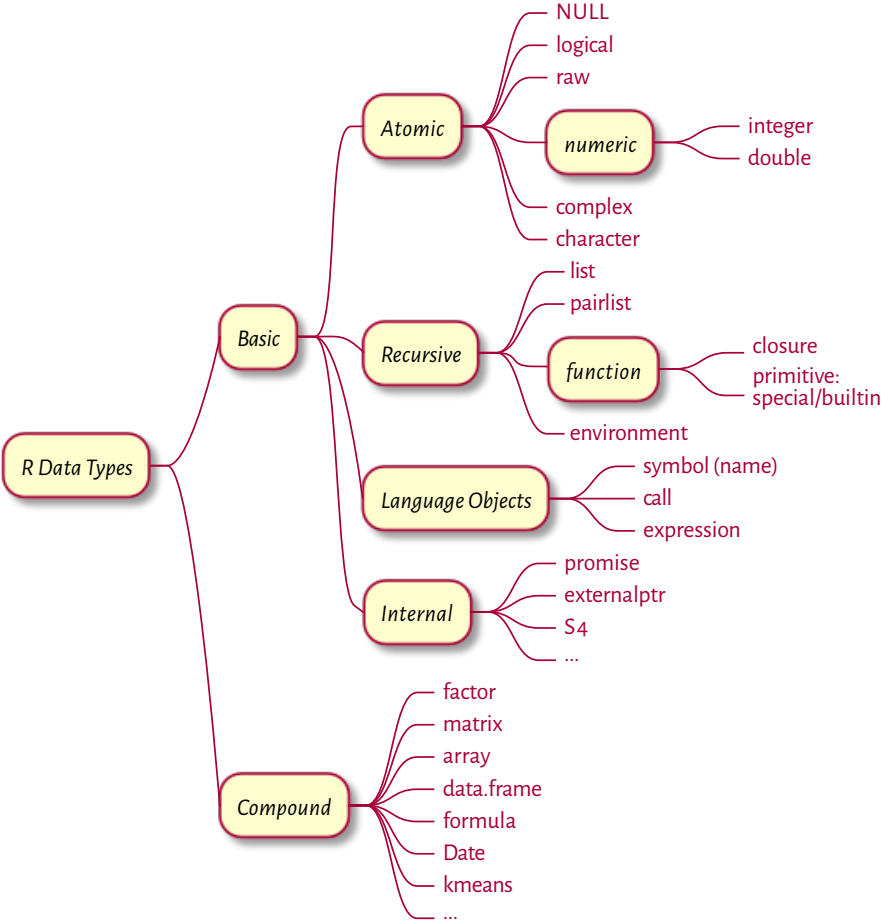 NULL
logical
raw
Atomic
numeric
integer
double
complex
character
list
pairlist
Basic
Recursive
function
closure
primitive:
special/builtin
environment
R Data Types
Language Objects
symbol (name)
call
expression
Internal
promise
externalptr
S4
...
Compound
factor
matrix
array
data.frame
formula
Date
kmeans
...